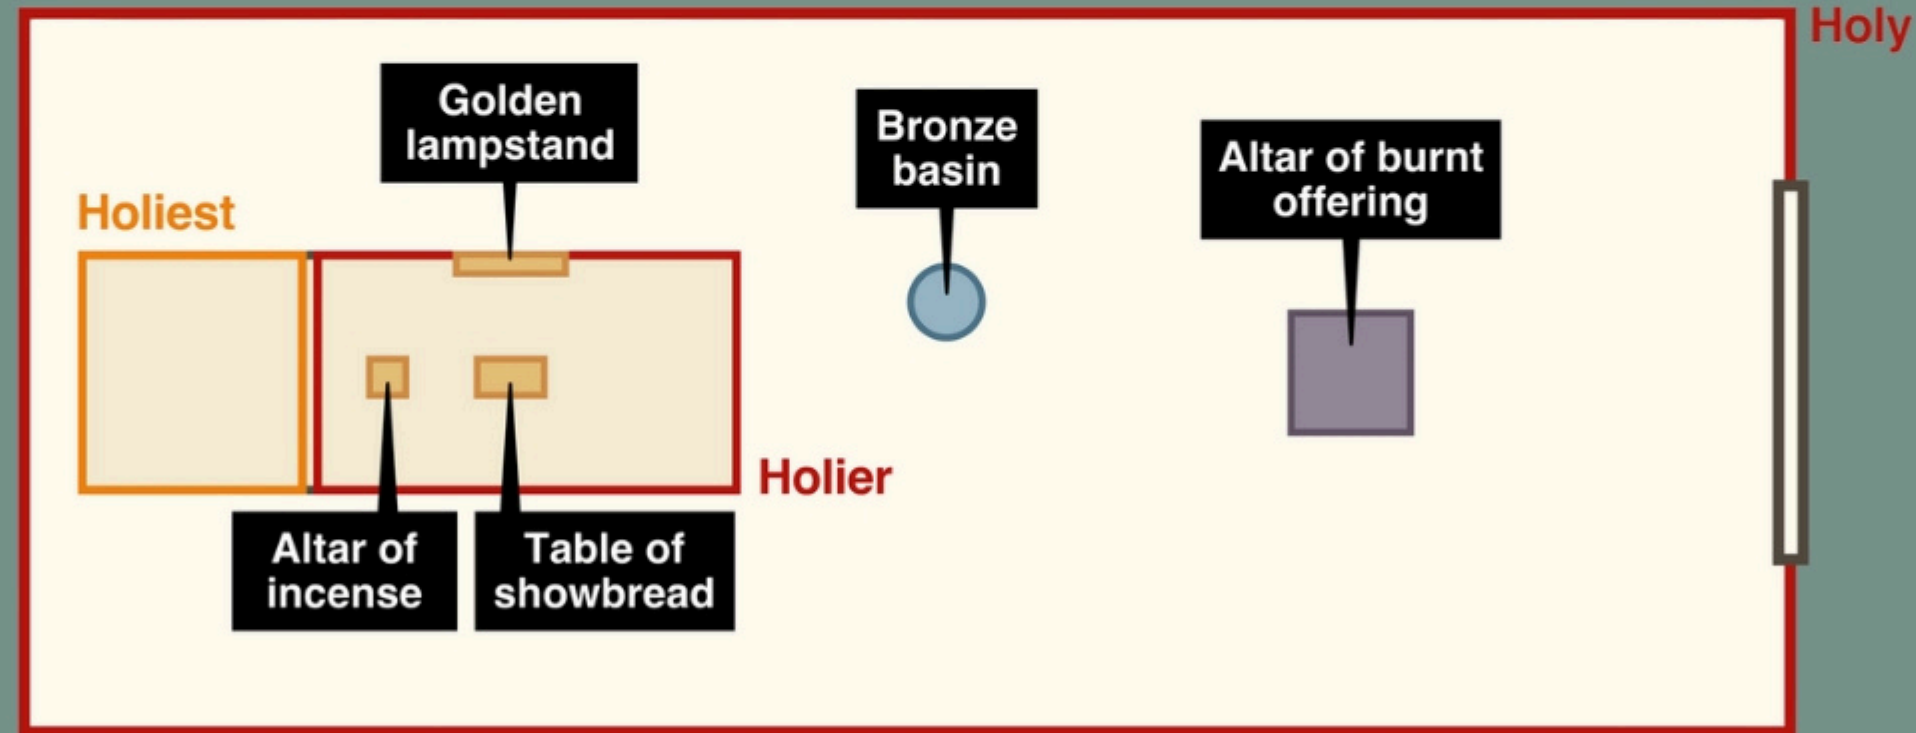 Holy
Golden
lampstand
Bronze
basin
Altar of burnt
offering
Holiest
Holier
Altar of
incense
Table of
showbread